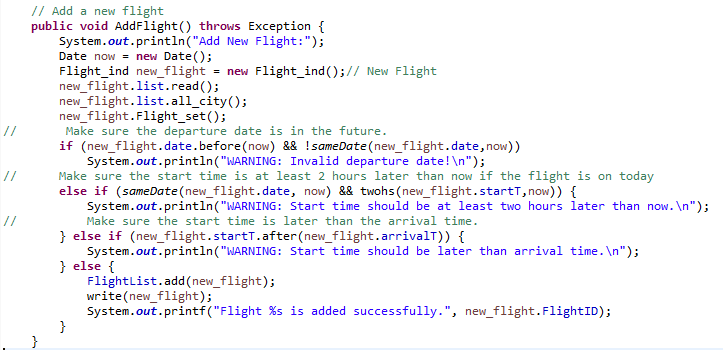 // Add a new flight
public void AddFlight() throws Exception {
System.out.println("Add New Flight:");
Date now = new Date();
Flight_ind new_flight = new Flight_ind();// New Flight
new_flight.list.read();
new_flight.list.all_city();
new_flight.Flight_set();
// Make sure the departure date is in the future.
if (new_flight.date.before(now) && !sameDate(new_flight.date,now))
System.out.println("WARNING: Invalid departure date!\n");
// Make sure the start time is at least 2 hours later than now if the flight is on today
else if (sameDate(new_flight.date, now) && twohs(new_flight.startT,now)) {
System.out.println("WARNING: Start time should be at least two hours later than now.\n");
// Make sure the start time is later than the arrival time.
} else if (new_flight.startT.after(new_flight.arrivalT)) {
System.out.println("WARNING: Start time should be later than arrival time.\n");
} else {
FlightList.add(new_flight);
write(new_flight);
System.out.printf("Flight %s is added successfully.", new_flight.FlightID);
}
}